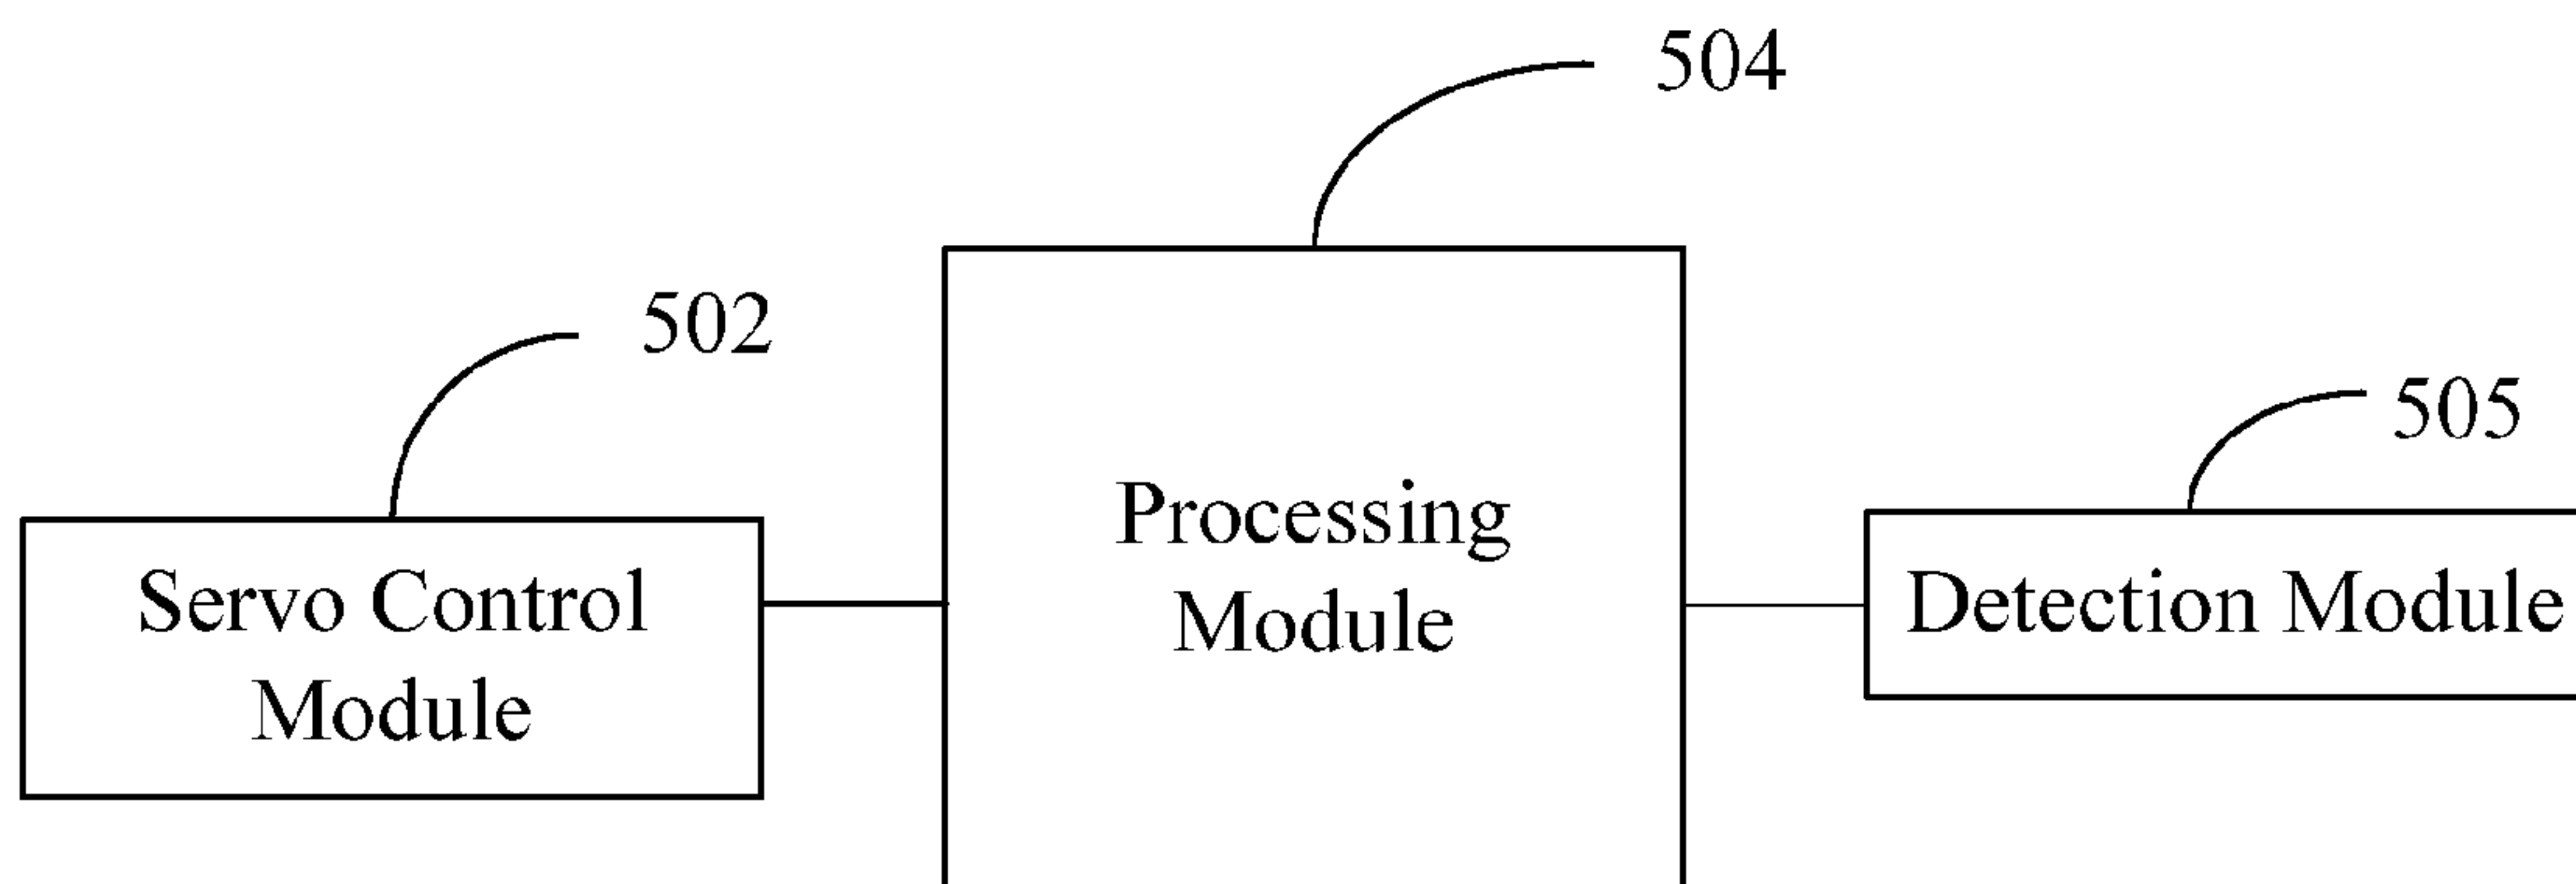 504
502
505
Processing
Module
Servo Control
Module
Detection Module